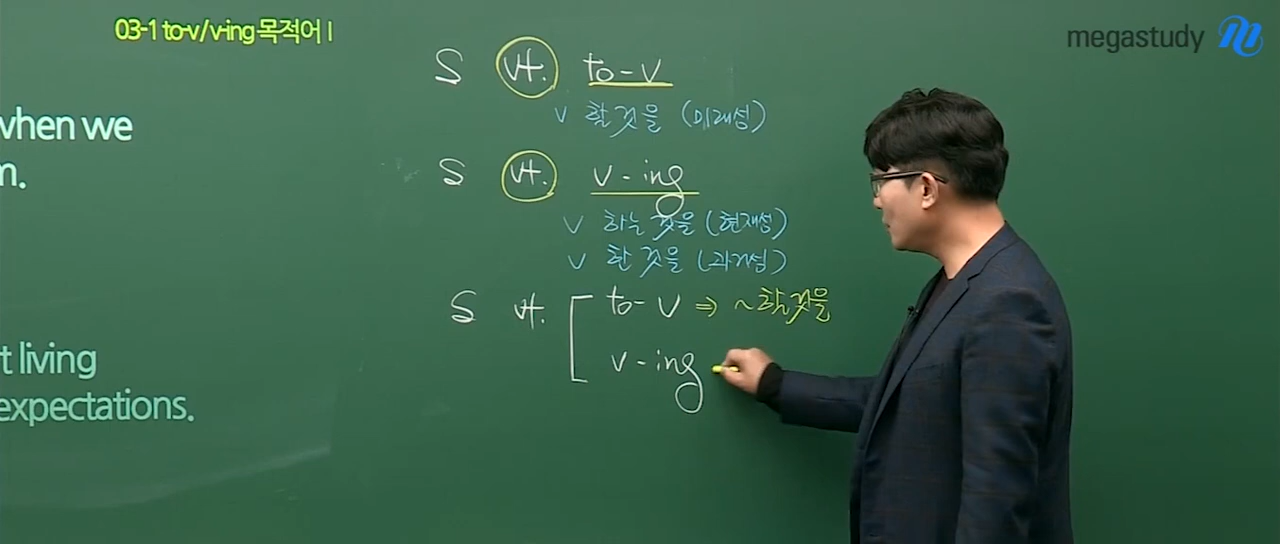 03-1 to-v/v-ing 목적어 I
megastudy
when we
m.
t living
expectations.
S vt. to-v
v 할 것을 (미래성)
S vt. v-ing
v 하는 것을 (현재성)
v 한 것을 (과거성)
S vt. [ to-v ⇒ ~할 것을
v-ing